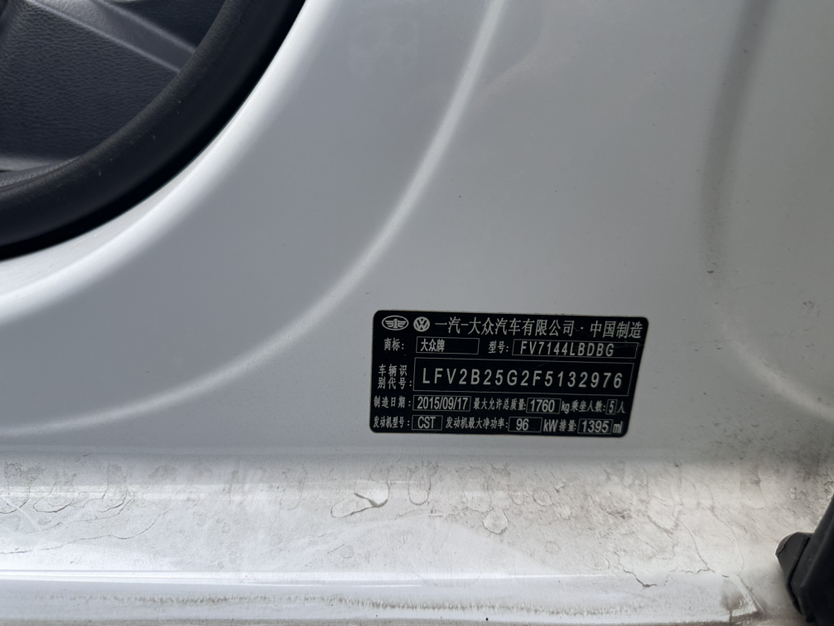 一汽-大众汽车有限公司·中国制造
商标: 大众牌 型号: FV7144LBDBG
车辆识别代号: LFV2B25G2F5132976
制造日期: 2015/09/17 最大允许总质量: 1760 kg 乘坐人数: 5 人
发动机型号: CST 发动机最大净功率: 96 kW 排量: 1395 ml